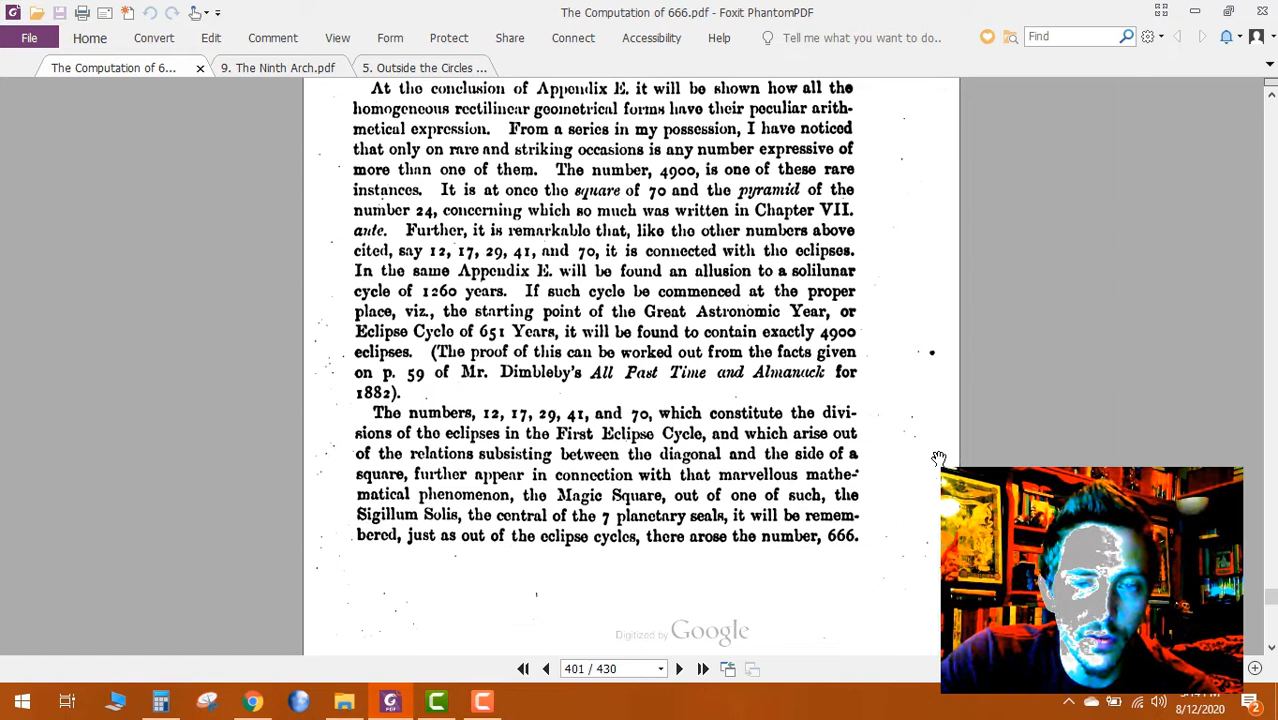 The Computation of 666.pdf - Foxit PhantomPDF
File Home Convert Edit Comment View Form Protect Share Connect Accessibility Help Tell me what you want to do.. Find
The Computation of 6... 9. The Ninth Arch.pdf 5. Outside the Circles ...
At the conclusion of Appendix E. it will be shown how all the
homogeneous rectilinear geometrical forms have their peculiar arith-
metical expression. From a series in my possession, I have noticed
that only on rare and striking occasions is any number expressive of
more than one of them. The number, 4900, is one of these rare
instances. It is at once the square of 70 and the pyramid of the
number 24, concerning which so much was written in Chapter VII.
ante. Further, it is remarkable that, like the other numbers above
cited, say 12, 17, 29, 41, and 70, it is connected with the eclipses.
In the same Appendix E. will be found an allusion to a solilunar
cycle of 1260 years. If such cycle be commenced at the proper
place, viz., the starting point of the Great Astronomic Year, or
Eclipse Cycle of 651 Years, it will be found to contain exactly 4900
eclipses. (The proof of this can be worked out from the facts given
on p. 59 of Mr. Dimbleby's All Past Time and Almanack for
1882).
The numbers, 12, 17, 29, 41, and 70, which constitute the divi-
sions of the eclipses in the First Eclipse Cycle, and which arise out
of the relations subsisting between the diagonal and the side of a
square, further appear in connection with that marvellous mathe-
matical phenomenon, the Magic Square, out of one of such, the
Sigillum Solis, the central of the 7 planetary seals, it will be remem-
bered, just as out of the eclipse cycles, there arose the number, 666.
Digitized by Google
401 / 430
8/12/2020
2